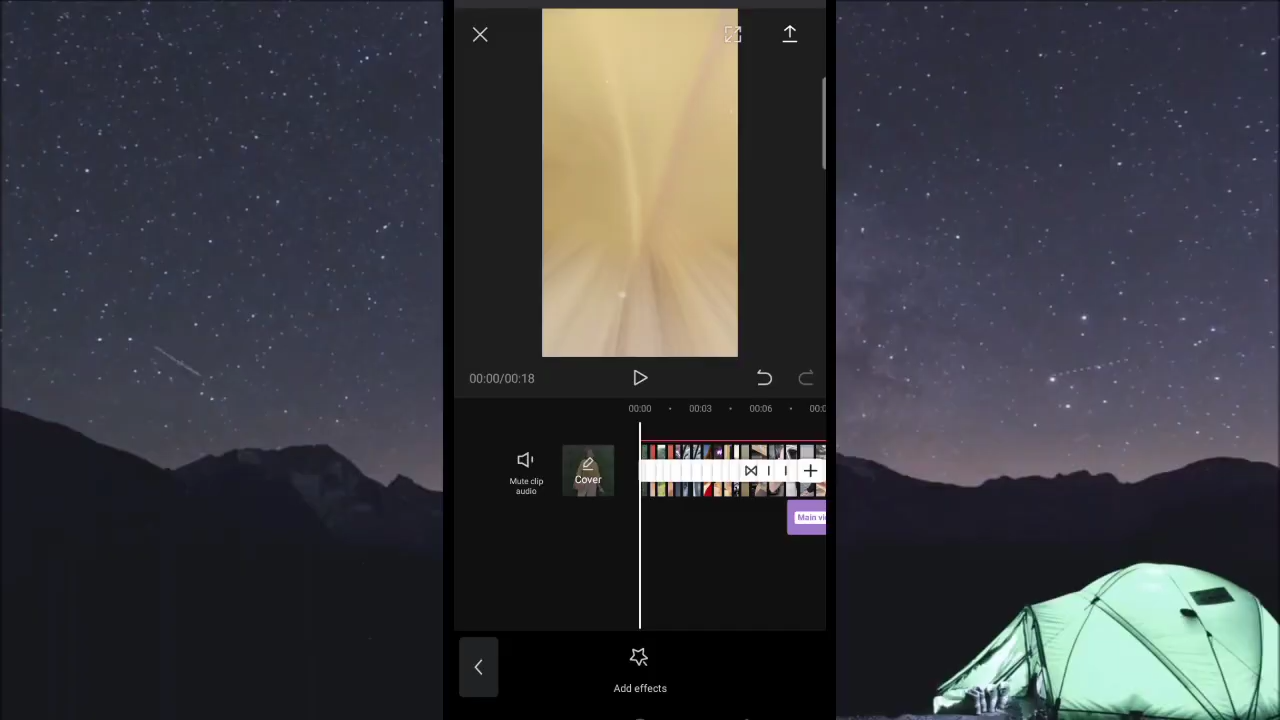 00:00/00:18
00:00
00:03
00:06
Mute clip
audio
Cover
Add effects